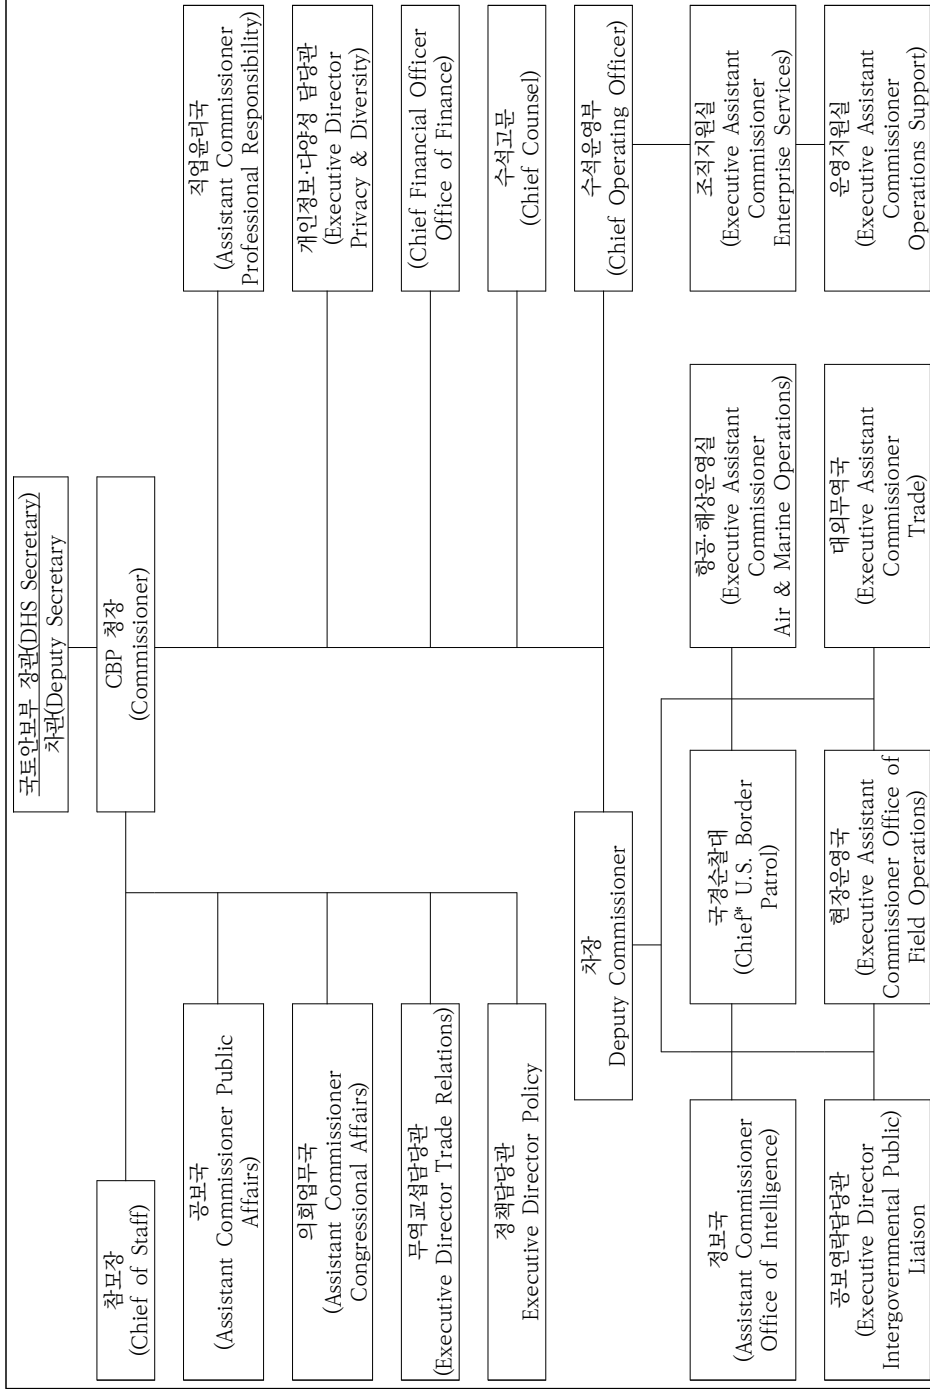 국토안보부 장관(DHS Secretary)
차관(Deputy Secretary
CBP 청장
(Commissioner)
참모장
(Chief of Staff)
공보국
(Assistant Commissioner Public
Affairs)
의회업무국
(Assistant Commissioner
Congressional Affairs)
무역교섭담당관
(Executive Director Trade Relations)
정책담당관
Executive Director Policy
직업윤리국
(Assistant Commissioner
Professional Responsibility)
개인정보·다양성 담당관
(Executive Director
Privacy & Diversity)
(Chief Financial Officer
Office of Finance)
수석고문
(Chief Counsel)
수석운영부
(Chief Operating Officer)
차장
Deputy Commissioner
정보국
(Assistant Commissioner
Office of Intelligence)
국경순찰대
(Chief* U.S. Border
Patrol)
항공·해상운영실
(Executive Assistant
Commissioner
Air & Marine Operations)
조직지원실
(Executive Assistant
Commissioner
Enterprise Services)
공보연락담당관
(Executive Director
Intergovernmental Public
Liaison
현장운영국
(Executive Assistant
Commissioner Office of
Field Operations)
대외무역국
(Executive Assistant
Commissioner
Trade)
운영지원실
(Executive Assistant
Commissioner
Operations Support)